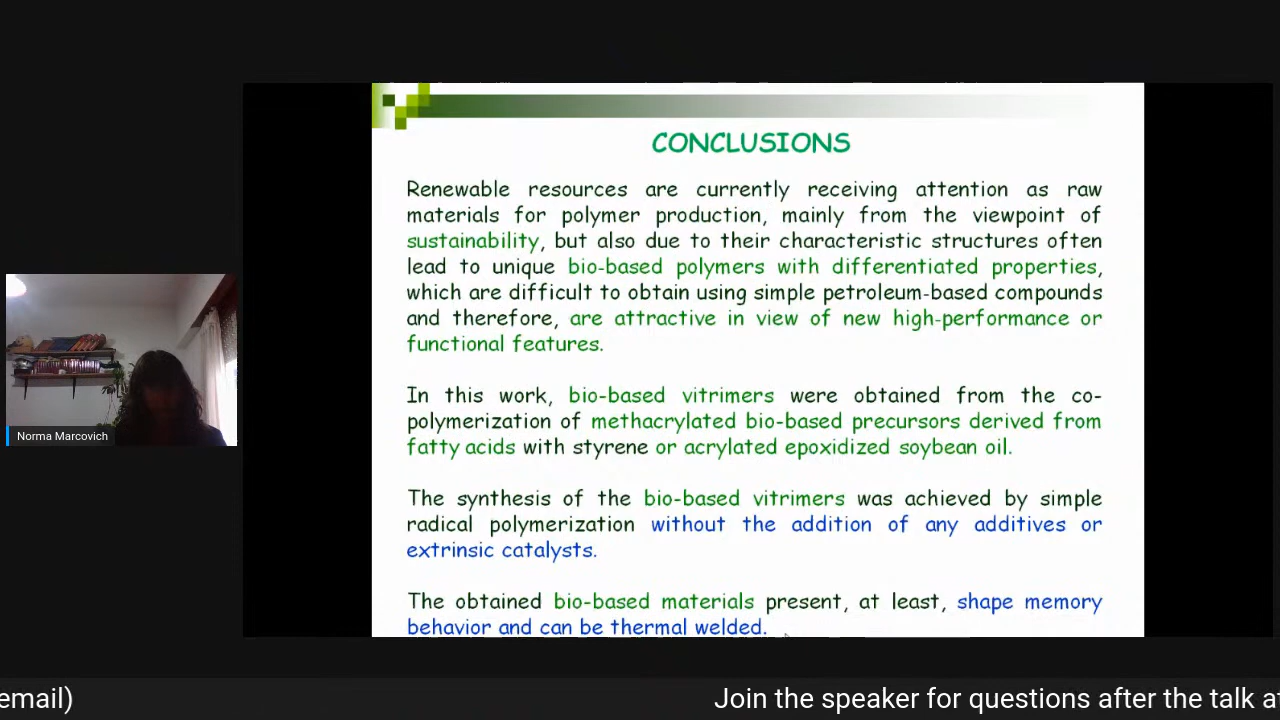 CONCLUSIONS
Renewable resources are currently receiving attention as raw
materials for polymer production, mainly from the viewpoint of
sustainability, but also due to their characteristic structures often
lead to unique bio-based polymers with differentiated properties,
which are difficult to obtain using simple petroleum-based compounds
and therefore, are attractive in view of new high-performance or
functional features.
In this work, bio-based vitrimers were obtained from the co-
polymerization of methacrylated bio-based precursors derived from
fatty acids with styrene or acrylated epoxidized soybean oil.
The synthesis of the bio-based vitrimers was achieved by simple
radical polymerization without the addition of any additives or
extrinsic catalysts.
The obtained bio-based materials present, at least, shape memory
behavior and can be thermal welded.
Norma Marcovich
email) Join the speaker for questions after the talk at